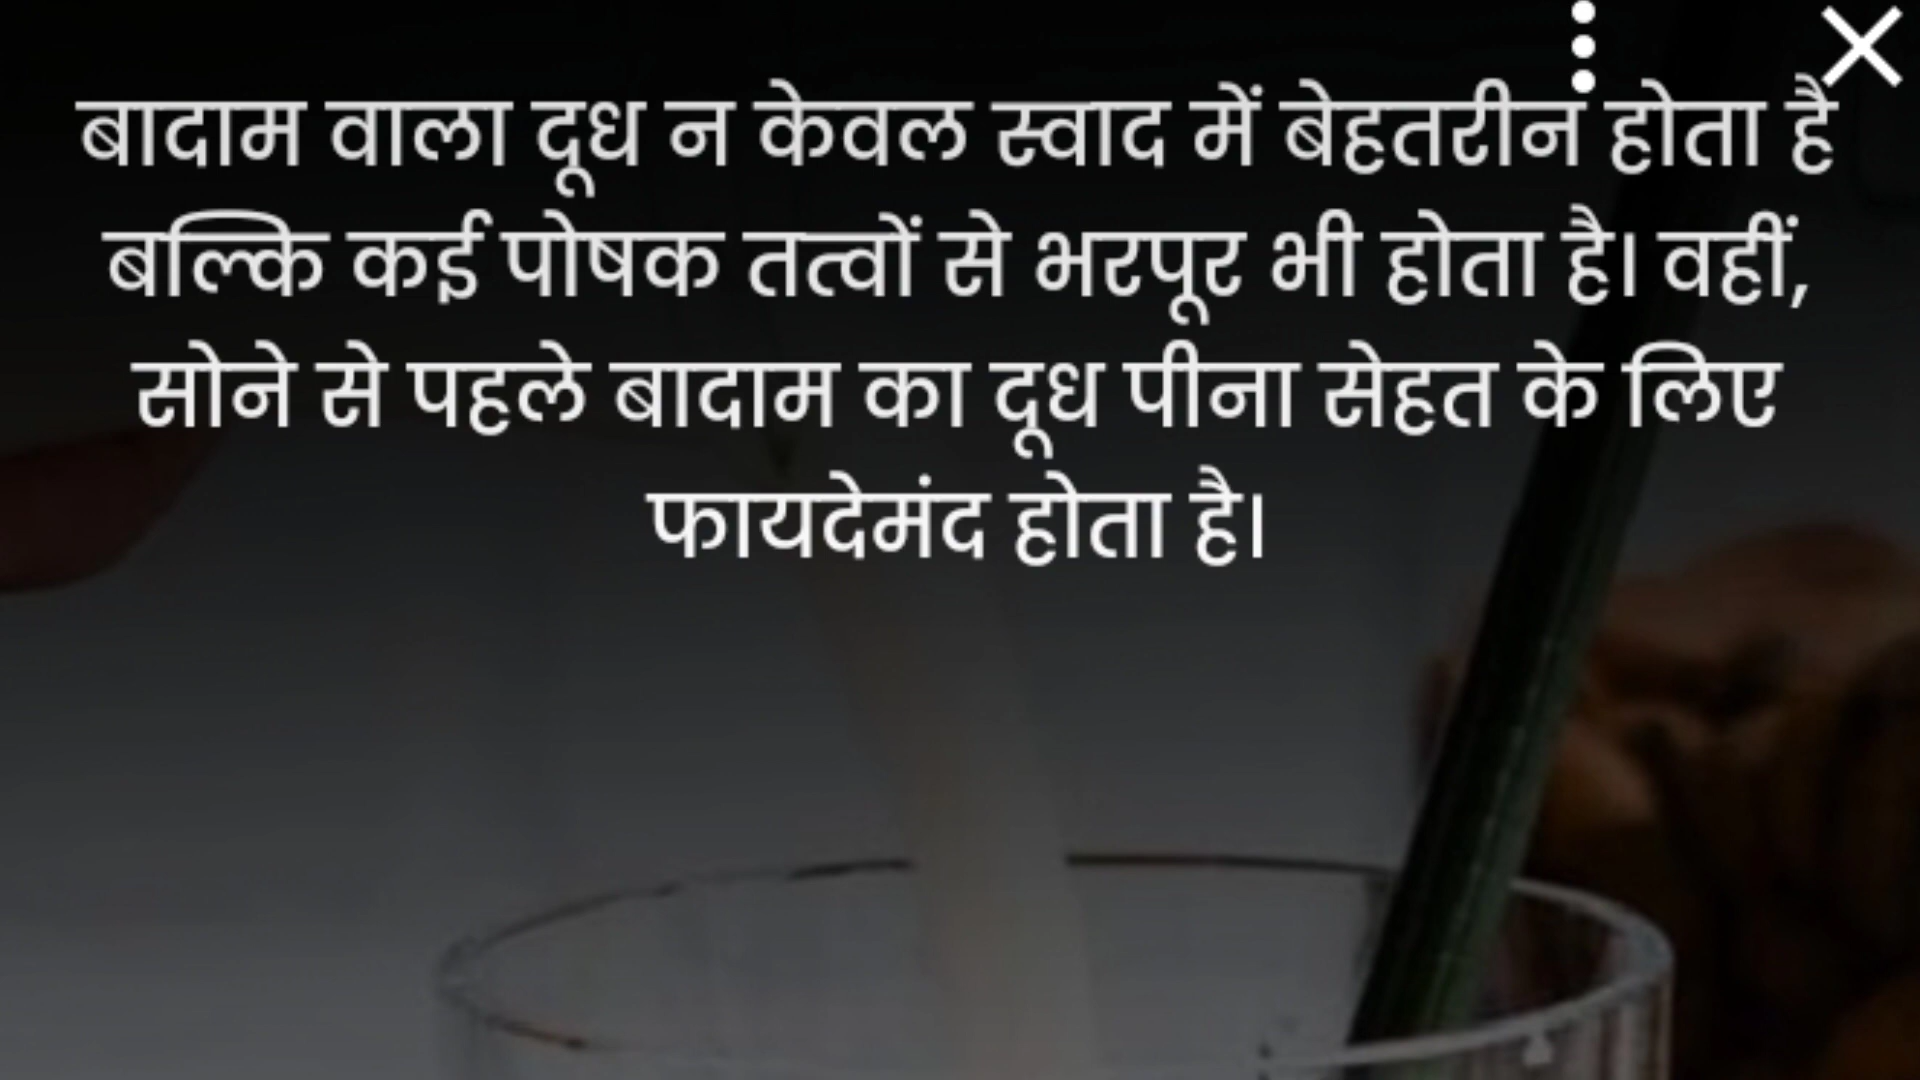 बादाम वाला दूध न केवल स्वाद में बेहतरीन होता है
बल्कि कई पोषक तत्वों से भरपूर भी होता है। वहीं,
सोने से पहले बादाम का दूध पीना सेहत के लिए
फायदेमंद होता है।